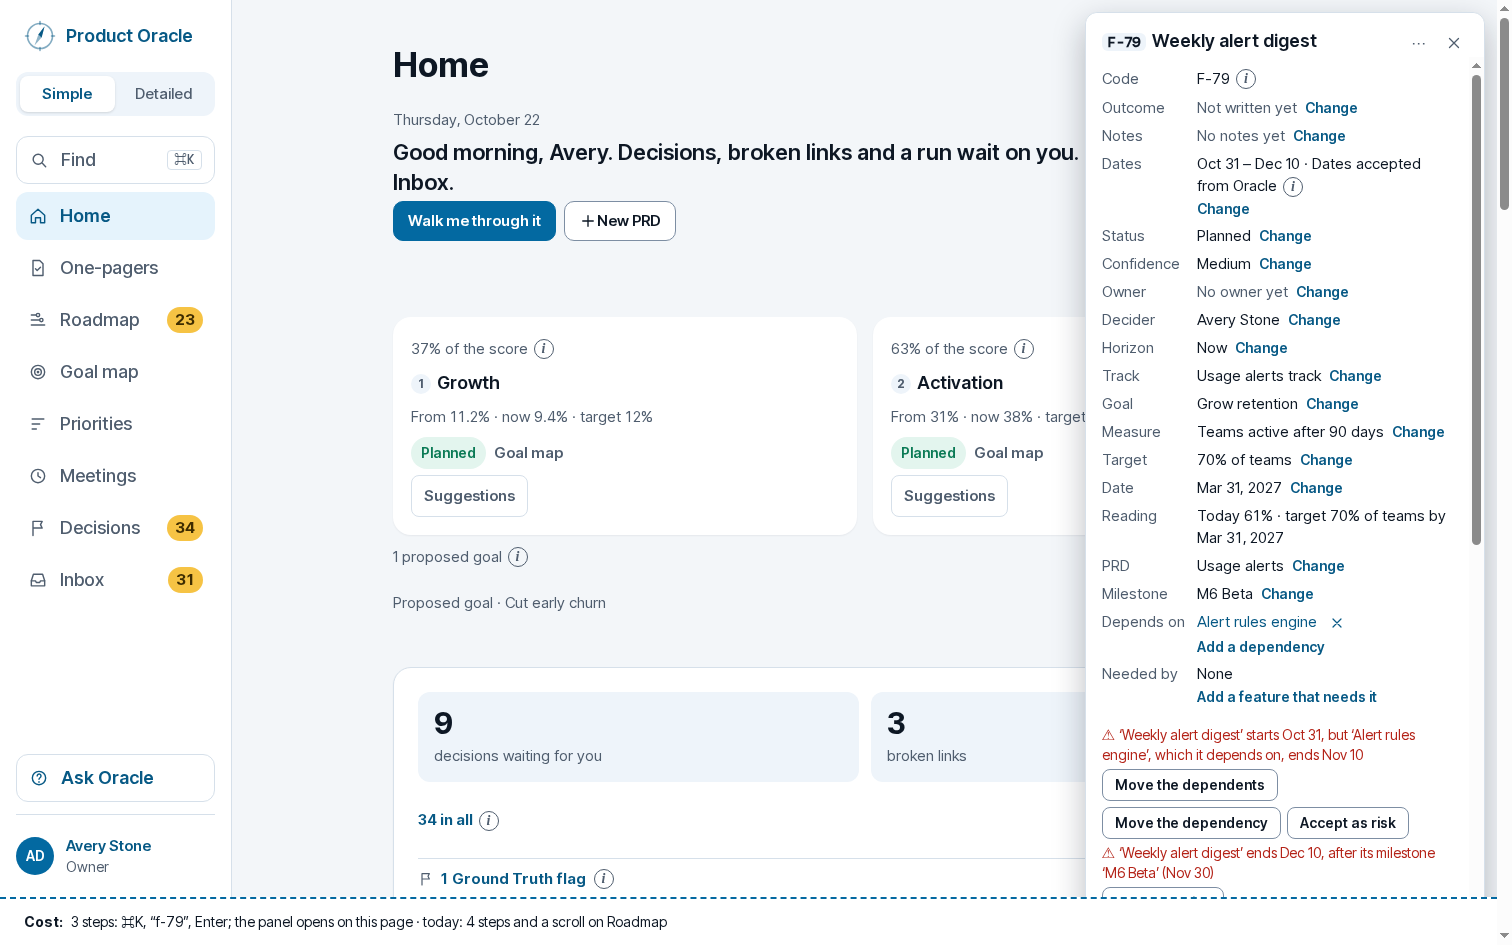 Product Oracle
Simple
Detailed
Find
⌘K
Home
One-pagers
Roadmap
23
Goal map
Priorities
Meetings
Decisions
34
Inbox
31
Ask Oracle
AD
Avery Stone
Owner
Home
Thursday, October 22
Good morning, Avery. Decisions, broken links and a run wait on you.
Inbox.
Walk me through it
+ New PRD
37% of the score i
1 Growth
From 11.2% · now 9.4% · target 12%
Planned Goal map
Suggestions
63% of the score i
2 Activation
From 31% · now 38% · target
Planned Goal map
Suggestions
1 proposed goal i
Proposed goal · Cut early churn
9
decisions waiting for you
3
broken links
34 in all i
1 Ground Truth flag i
F-79 Weekly alert digest ···
Code F-79 i
Outcome Not written yet Change
Notes No notes yet Change
Dates Oct 31 – Dec 10 · Dates accepted
from Oracle i
Change
Status Planned Change
Confidence Medium Change
Owner No owner yet Change
Decider Avery Stone Change
Horizon Now Change
Track Usage alerts track Change
Goal Grow retention Change
Measure Teams active after 90 days Change
Target 70% of teams Change
Date Mar 31, 2027 Change
Reading Today 61% · target 70% of teams by
Mar 31, 2027
PRD Usage alerts Change
Milestone M6 Beta Change
Depends on Alert rules engine ×
Add a dependency
Needed by None
Add a feature that needs it
⚠ ‘Weekly alert digest’ starts Oct 31, but ‘Alert rules
engine’, which it depends on, ends Nov 10
Move the dependents
Move the dependency Accept as risk
⚠ ‘Weekly alert digest’ ends Dec 10, after its milestone
‘M6 Beta’ (Nov 30)
Cost: 3 steps: ⌘K, “f-79”, Enter; the panel opens on this page · today: 4 steps and a scroll on Roadmap